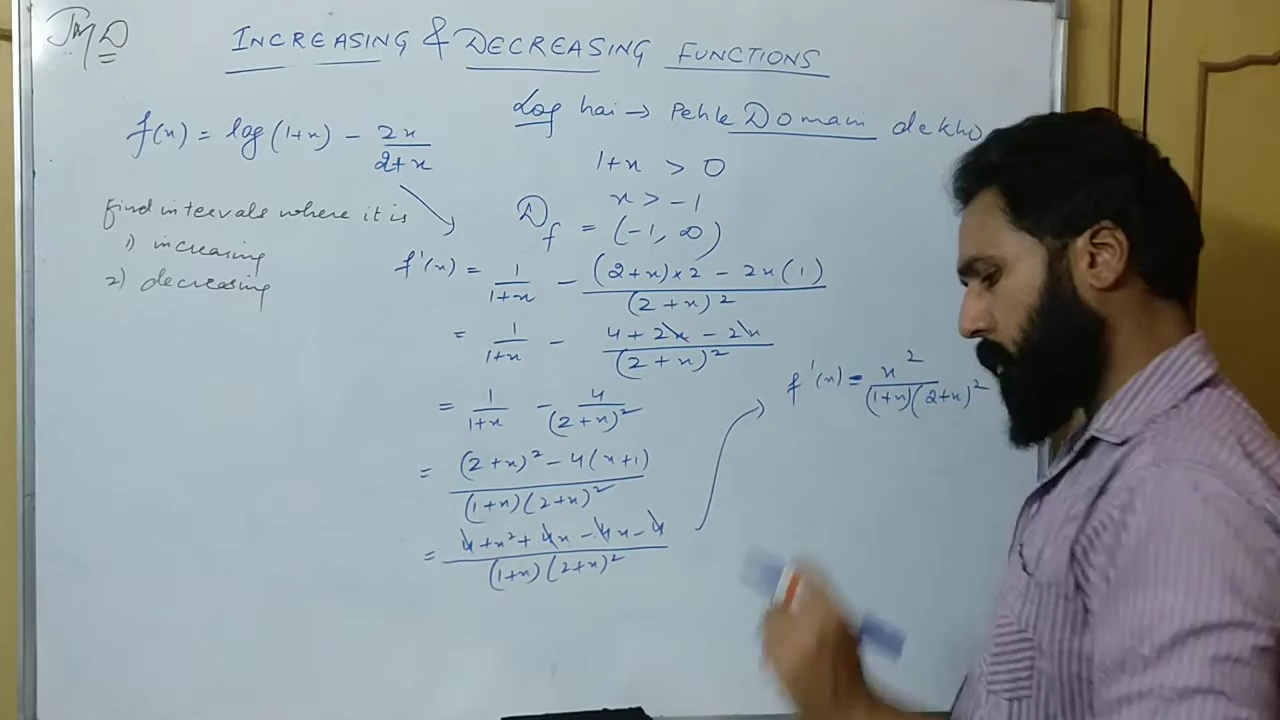 JMD
INCREASING & DECREASING FUNCTIONS
f(x) = log(1+x) - 2x/(2+x)
Log hai → Pehle Domain dekho
1+x > 0
x > -1
D_f = (-1, ∞)
find intervals where it is
1) increasing
2) decreasing
f'(x) = 1/(1+x) - ((2+x)×2 - 2x(1))/(2+x)²
= 1/(1+x) - (4+2x-2x)/(2+x)²
= 1/(1+x) - 4/(2+x)²
= ((2+x)²-4(x+1))/((1+x)(2+x)²)
= (4+x²+4x-4x-4)/((1+x)(2+x)²)
f'(x) = x²/((1+x)(2+x)²)